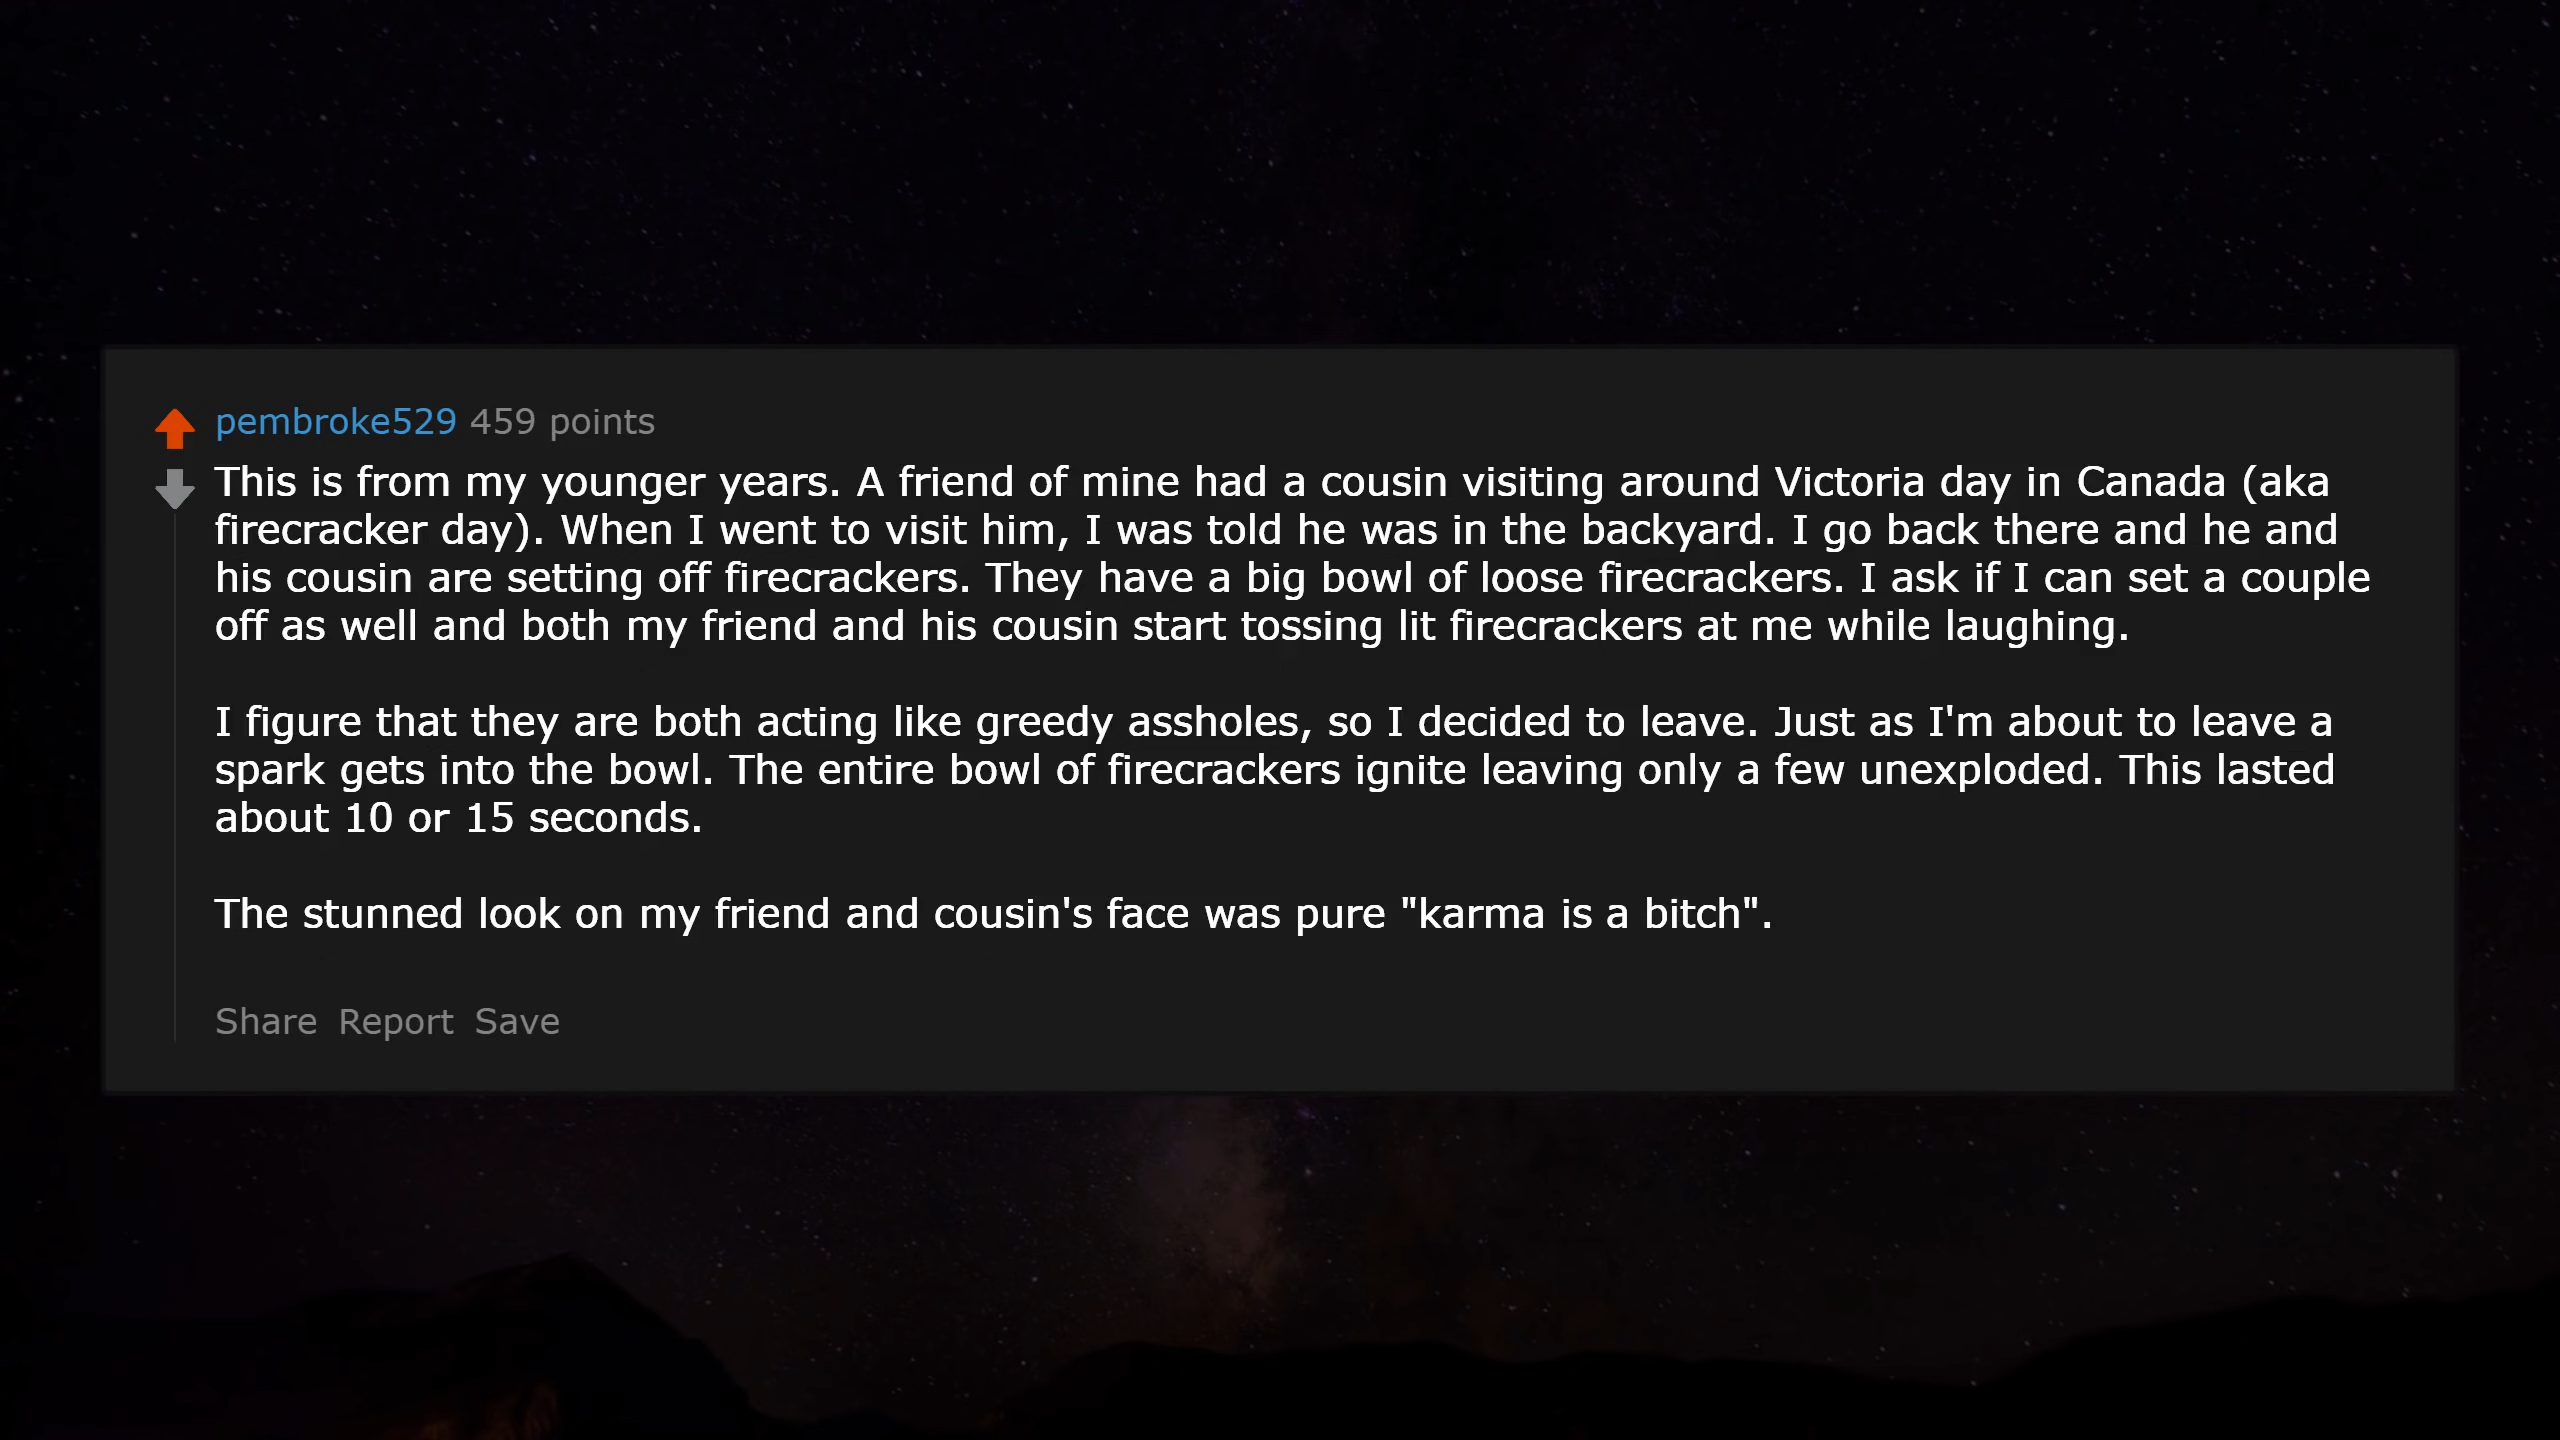 pembroke529 459 points
This is from my younger years. A friend of mine had a cousin visiting around Victoria day in Canada (aka
firecracker day). When I went to visit him, I was told he was in the backyard. I go back there and he and
his cousin are setting off firecrackers. They have a big bowl of loose firecrackers. I ask if I can set a couple
off as well and both my friend and his cousin start tossing lit firecrackers at me while laughing.
I figure that they are both acting like greedy assholes, so I decided to leave. Just as I'm about to leave a
spark gets into the bowl. The entire bowl of firecrackers ignite leaving only a few unexploded. This lasted
about 10 or 15 seconds.
The stunned look on my friend and cousin's face was pure "karma is a bitch".
Share Report Save